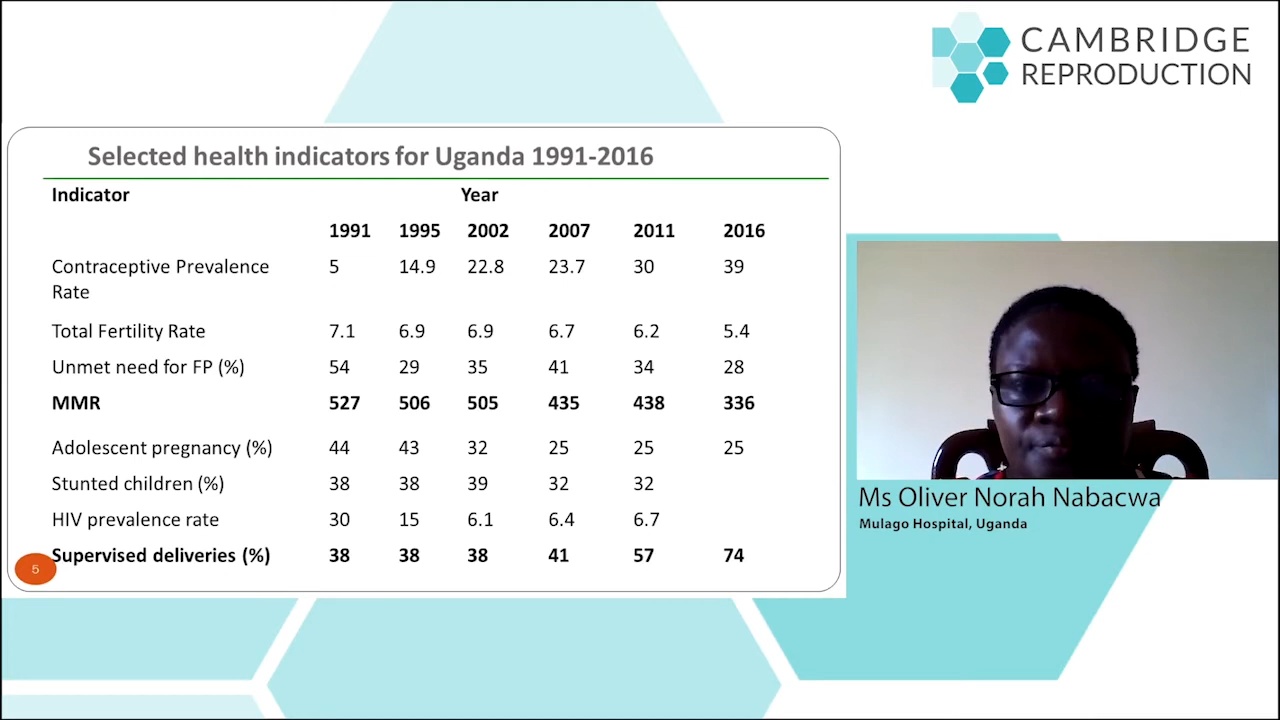 CAMBRIDGE
REPRODUCTION
Selected health indicators for Uganda 1991-2016
Indicator Year
1991 1995 2002 2007 2011 2016
Contraceptive Prevalence Rate 5 14.9 22.8 23.7 30 39
Total Fertility Rate 7.1 6.9 6.9 6.7 6.2 5.4
Unmet need for FP (%) 54 29 35 41 34 28
MMR 527 506 505 435 438 336
Adolescent pregnancy (%) 44 43 32 25 25 25
Stunted children (%) 38 38 39 32 32
HIV prevalence rate 30 15 6.1 6.4 6.7
Supervised deliveries (%) 38 38 38 41 57 74
5
Ms Oliver Norah Nabacwa
Mulago Hospital, Uganda